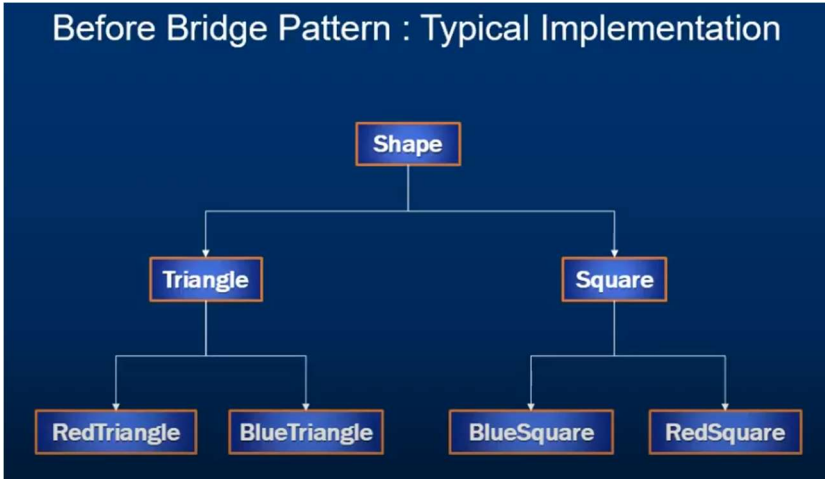 Before Bridge Pattern : Typical Implementation
Shape
Triangle
Square
RedTriangle
BlueTriangle
BlueSquare
RedSquare